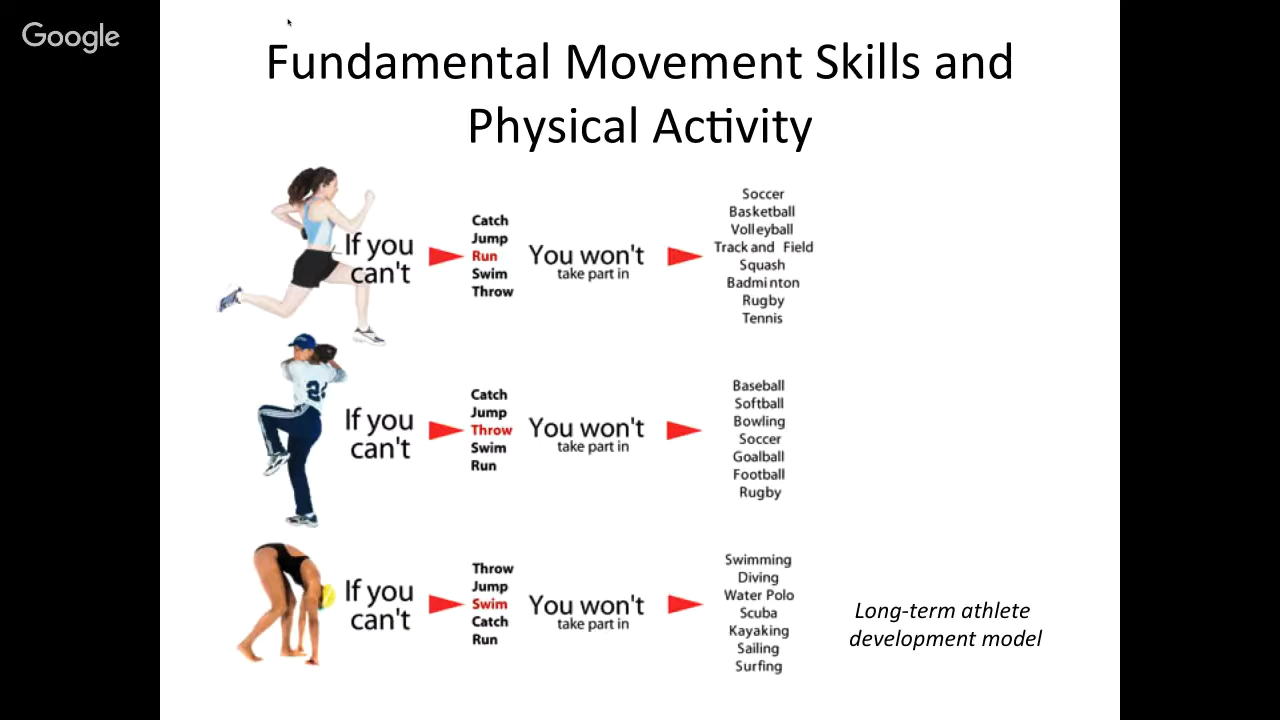 Google
Fundamental Movement Skills and
Physical Activity
If you
can't
Catch
Jump
Run
Swim
Throw
You won't
take part in
Soccer
Basketball
Volleyball
Track and Field
Squash
Badminton
Rugby
Tennis
2
If you
can't
Catch
Jump
Throw
Swim
Run
You won't
take part in
Baseball
Softball
Bowling
Soccer
Goalball
Football
Rugby
If you
can't
Throw
Jump
Swim
Catch
Run
You won't
take part in
Swimming
Diving
Water Polo
Scuba
Kayaking
Sailing
Surfing
Long-term athlete
development model